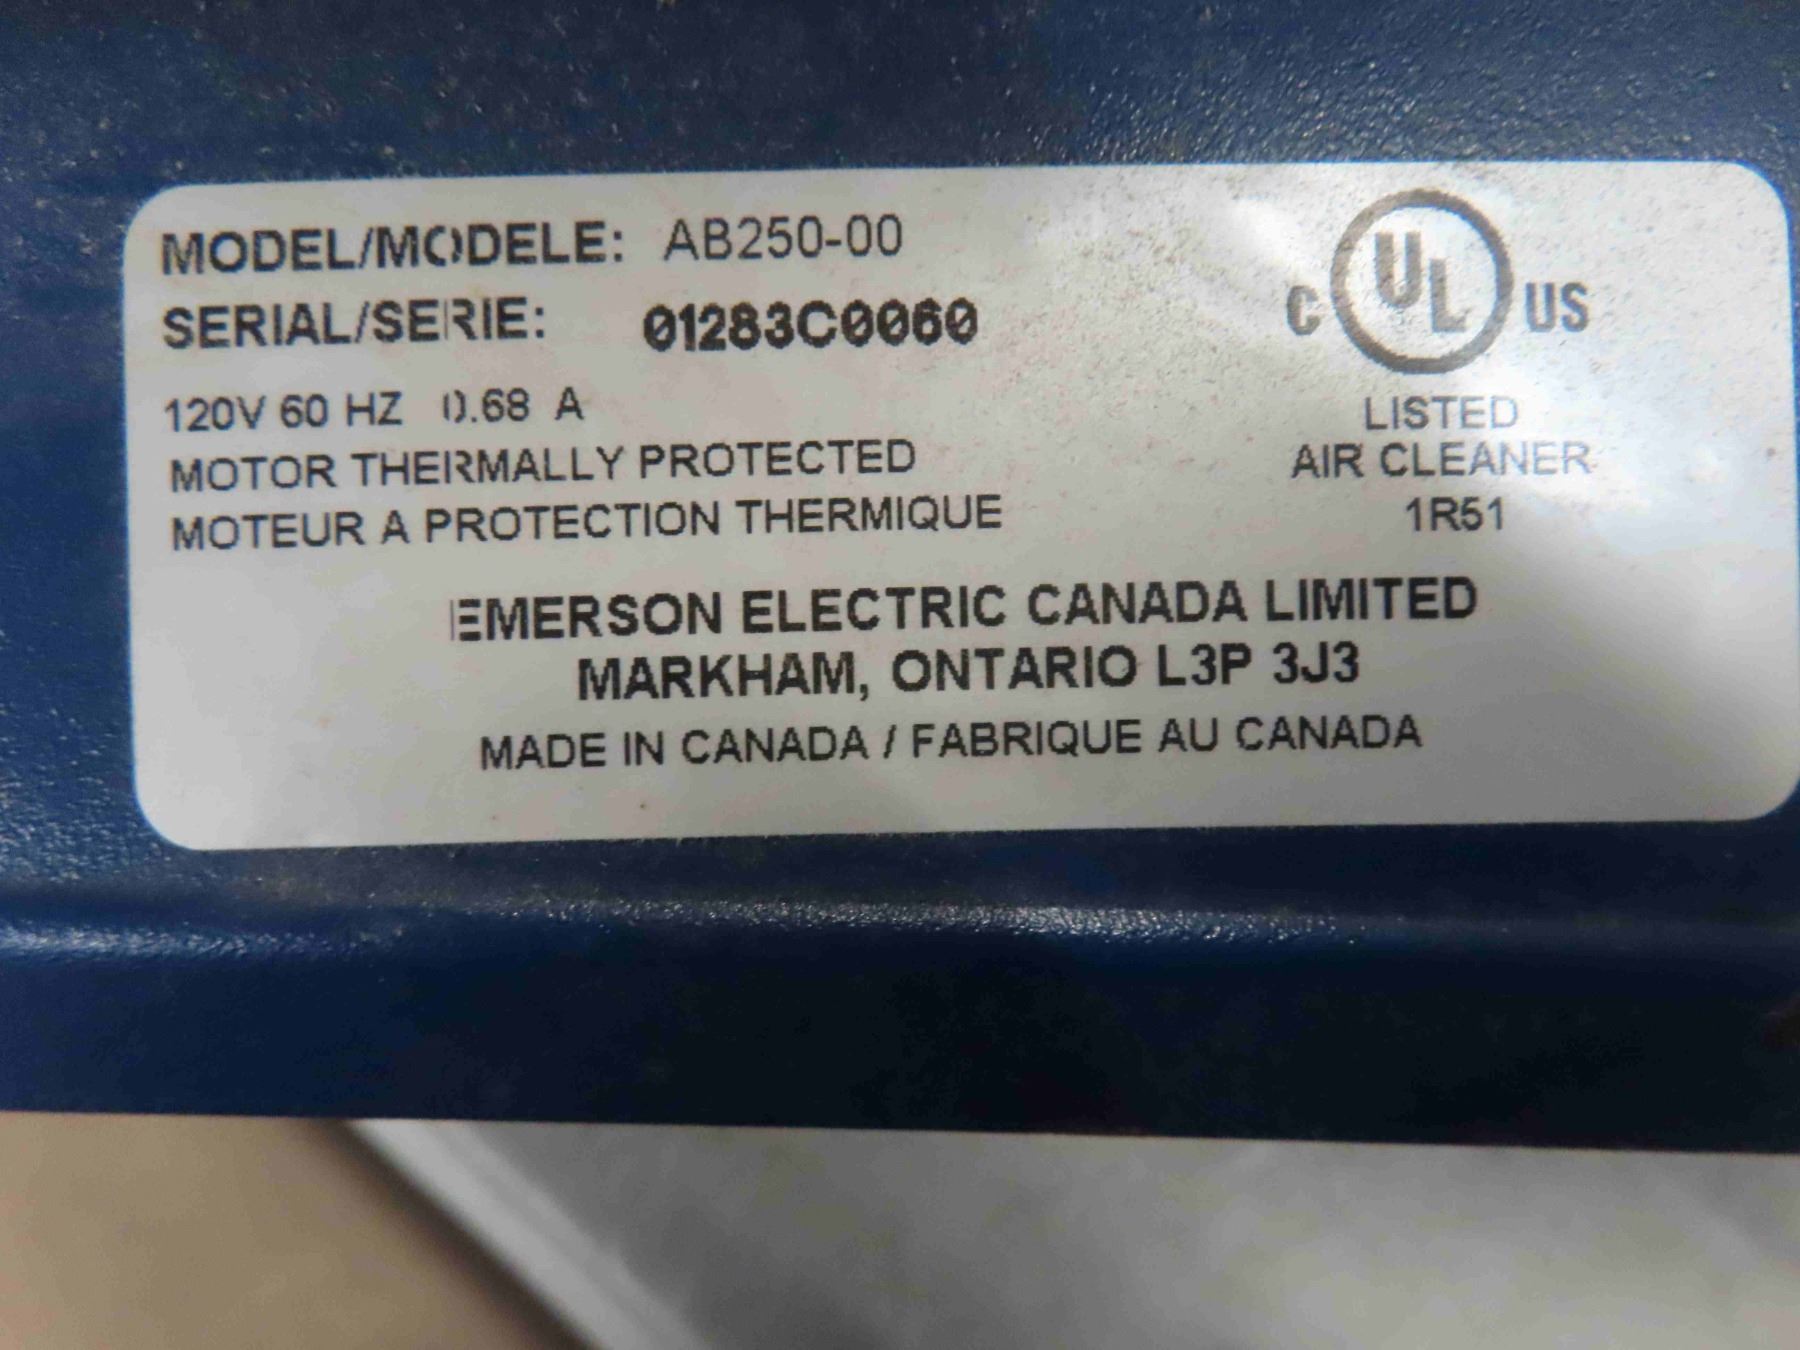 MODEL/MODELE: AB250-00
SERIAL/SERIE: 01283C0060
120V 60 HZ 0.68 A
MOTOR THERMALLY PROTECTED
MOTEUR A PROTECTION THERMIQUE
C UL US
LISTED
AIR CLEANER
1R51
EMERSON ELECTRIC CANADA LIMITED
MARKHAM, ONTARIO L3P 3J3
MADE IN CANADA / FABRIQUE AU CANADA